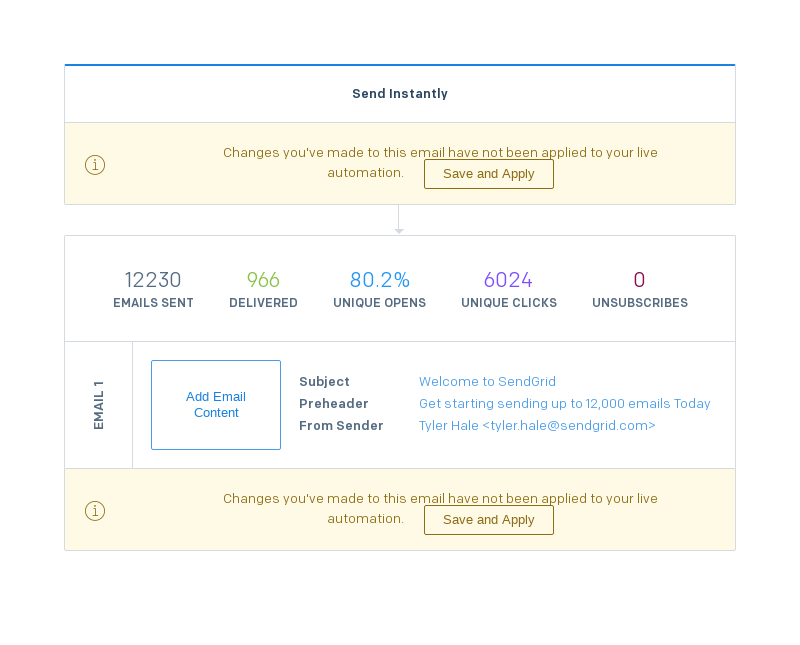 Send Instantly
Changes you've made to this email have not been applied to your live
automation. Save and Apply
12230 966 80.2% 6024 0
EMAILS SENT DELIVERED UNIQUE OPENS UNIQUE CLICKS UNSUBSCRIBES
EMAIL 1
Add Email
Content
Subject Welcome to SendGrid
Preheader Get starting sending up to 12,000 emails Today
From Sender Tyler Hale <tyler.hale@sendgrid.com>
Changes you've made to this email have not been applied to your live
automation. Save and Apply